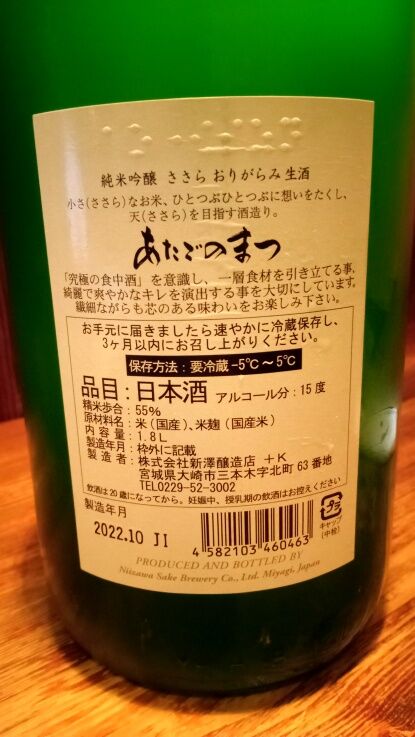 純米吟醸 ささら おりがらみ 生酒
小さ(ささら)なお米、ひとつぶひとつぶに想いをたくし、
天(ささら)を目指す酒造り。
あたごのまつ
「究極の食中酒」を意識し、一層食材を引き立てる事、
綺麗で爽やかなキレを演出する事を大切にしています。
繊細ながらも芯のある味わいをお楽しみ下さい。
お手元に届きましたら速やかに冷蔵保存し、
3ヶ月以内にお召し上がりください。
保存方法:要冷蔵 -5℃~5℃
品目:日本酒 アルコール分:15度
精米歩合:55%
原材料名:米(国産)、米麹(国産米)
内容量:1.8L
製造年月:枠外に記載
製造者:株式会社新澤醸造店 +K
宮城県大崎市三本木字北町63番地
TEL0229-52-3002
飲酒は20歳になってから。妊娠中、授乳期の飲酒はお控えください
製造年月
2022.10 JI
4 582103 460463
プラ
キャップ
(中栓)
PRODUCED AND BOTTLED BY
Niizawa Sake Brewery Co., Ltd. Miyagi, Japan